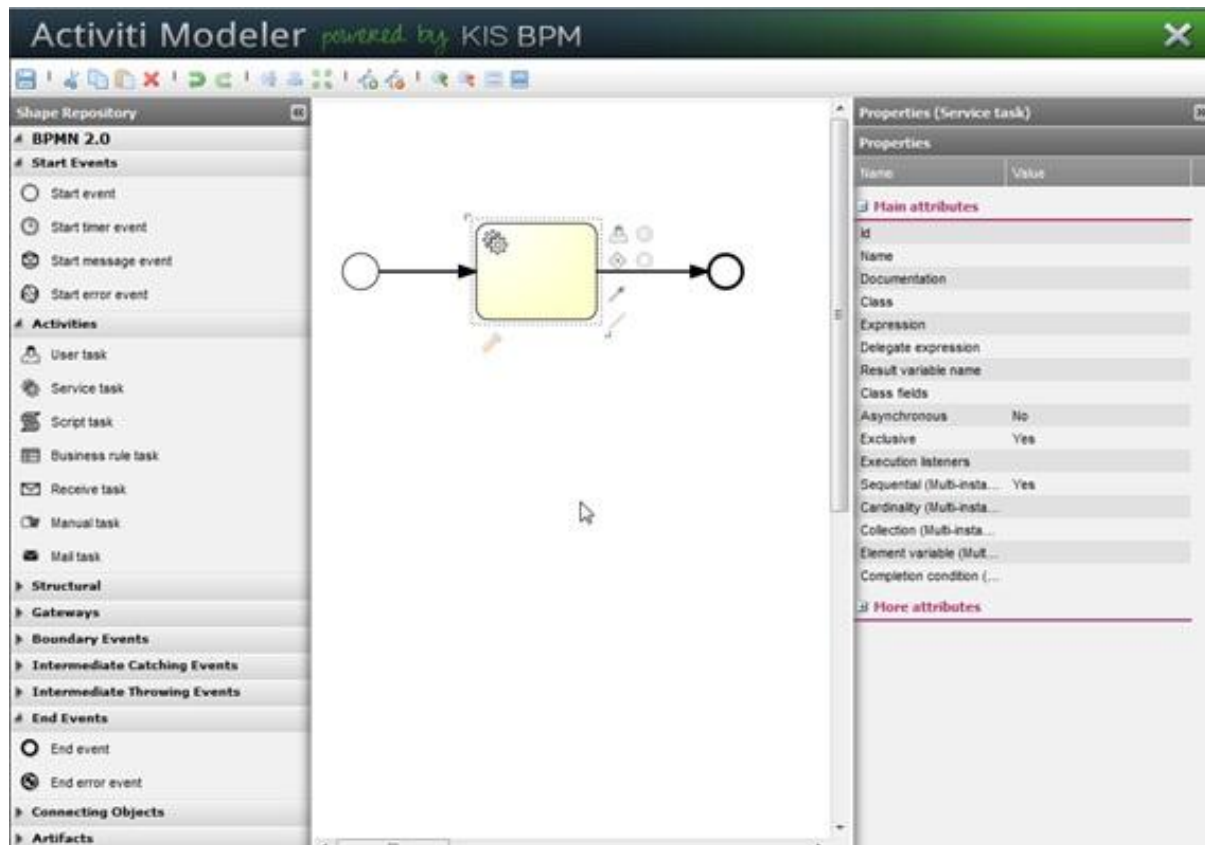 Activiti Modeler powered by KIS BPM
Shape Repository
BPMN 2.0
Start Events
Start event
Start timer event
Start message event
Start error event
Activities
User task
Service task
Script task
Business rule task
Receive task
Manual task
Mail task
Structural
Gateways
Boundary Events
Intermediate Catching Events
Intermediate Throwing Events
End Events
End event
End error event
Connecting Objects
Artifacts
Properties (Service task)
Properties
Name Value
Main attributes
Id
Name
Documentation
Class
Expression
Delegate expression
Result variable name
Class fields
Asynchronous No
Exclusive Yes
Execution listeners
Sequential (Multi-insta... Yes
Cardinality (Multi-insta...
Collection (Multi-insta...
Element variable (Mult...
Completion condition (...
More attributes